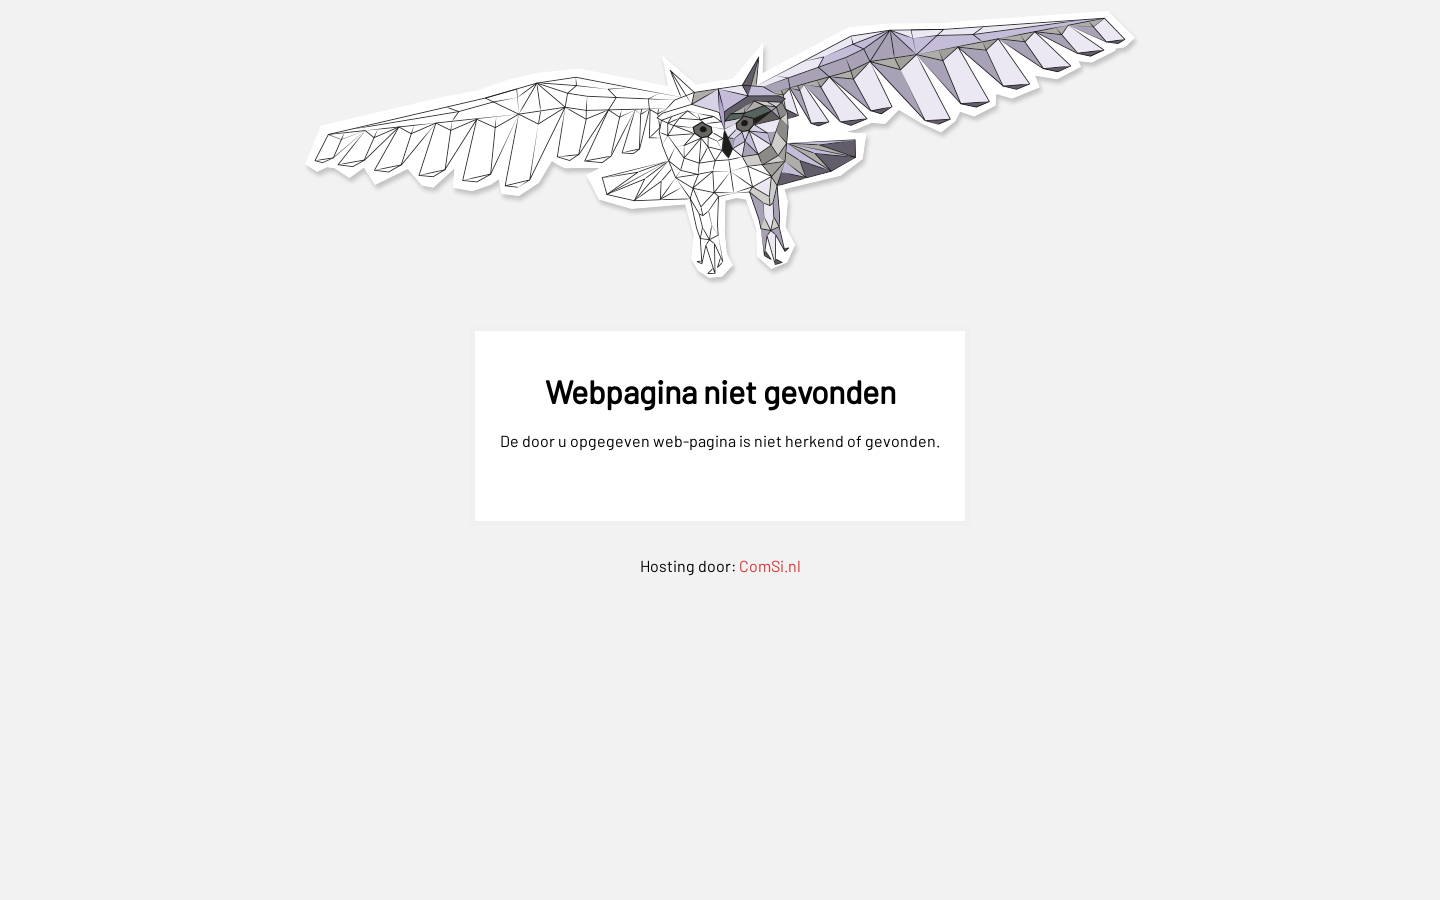 Webpagina niet gevonden
De door u opgegeven web-pagina is niet herkend of gevonden.
Hosting door: ComSi.nl